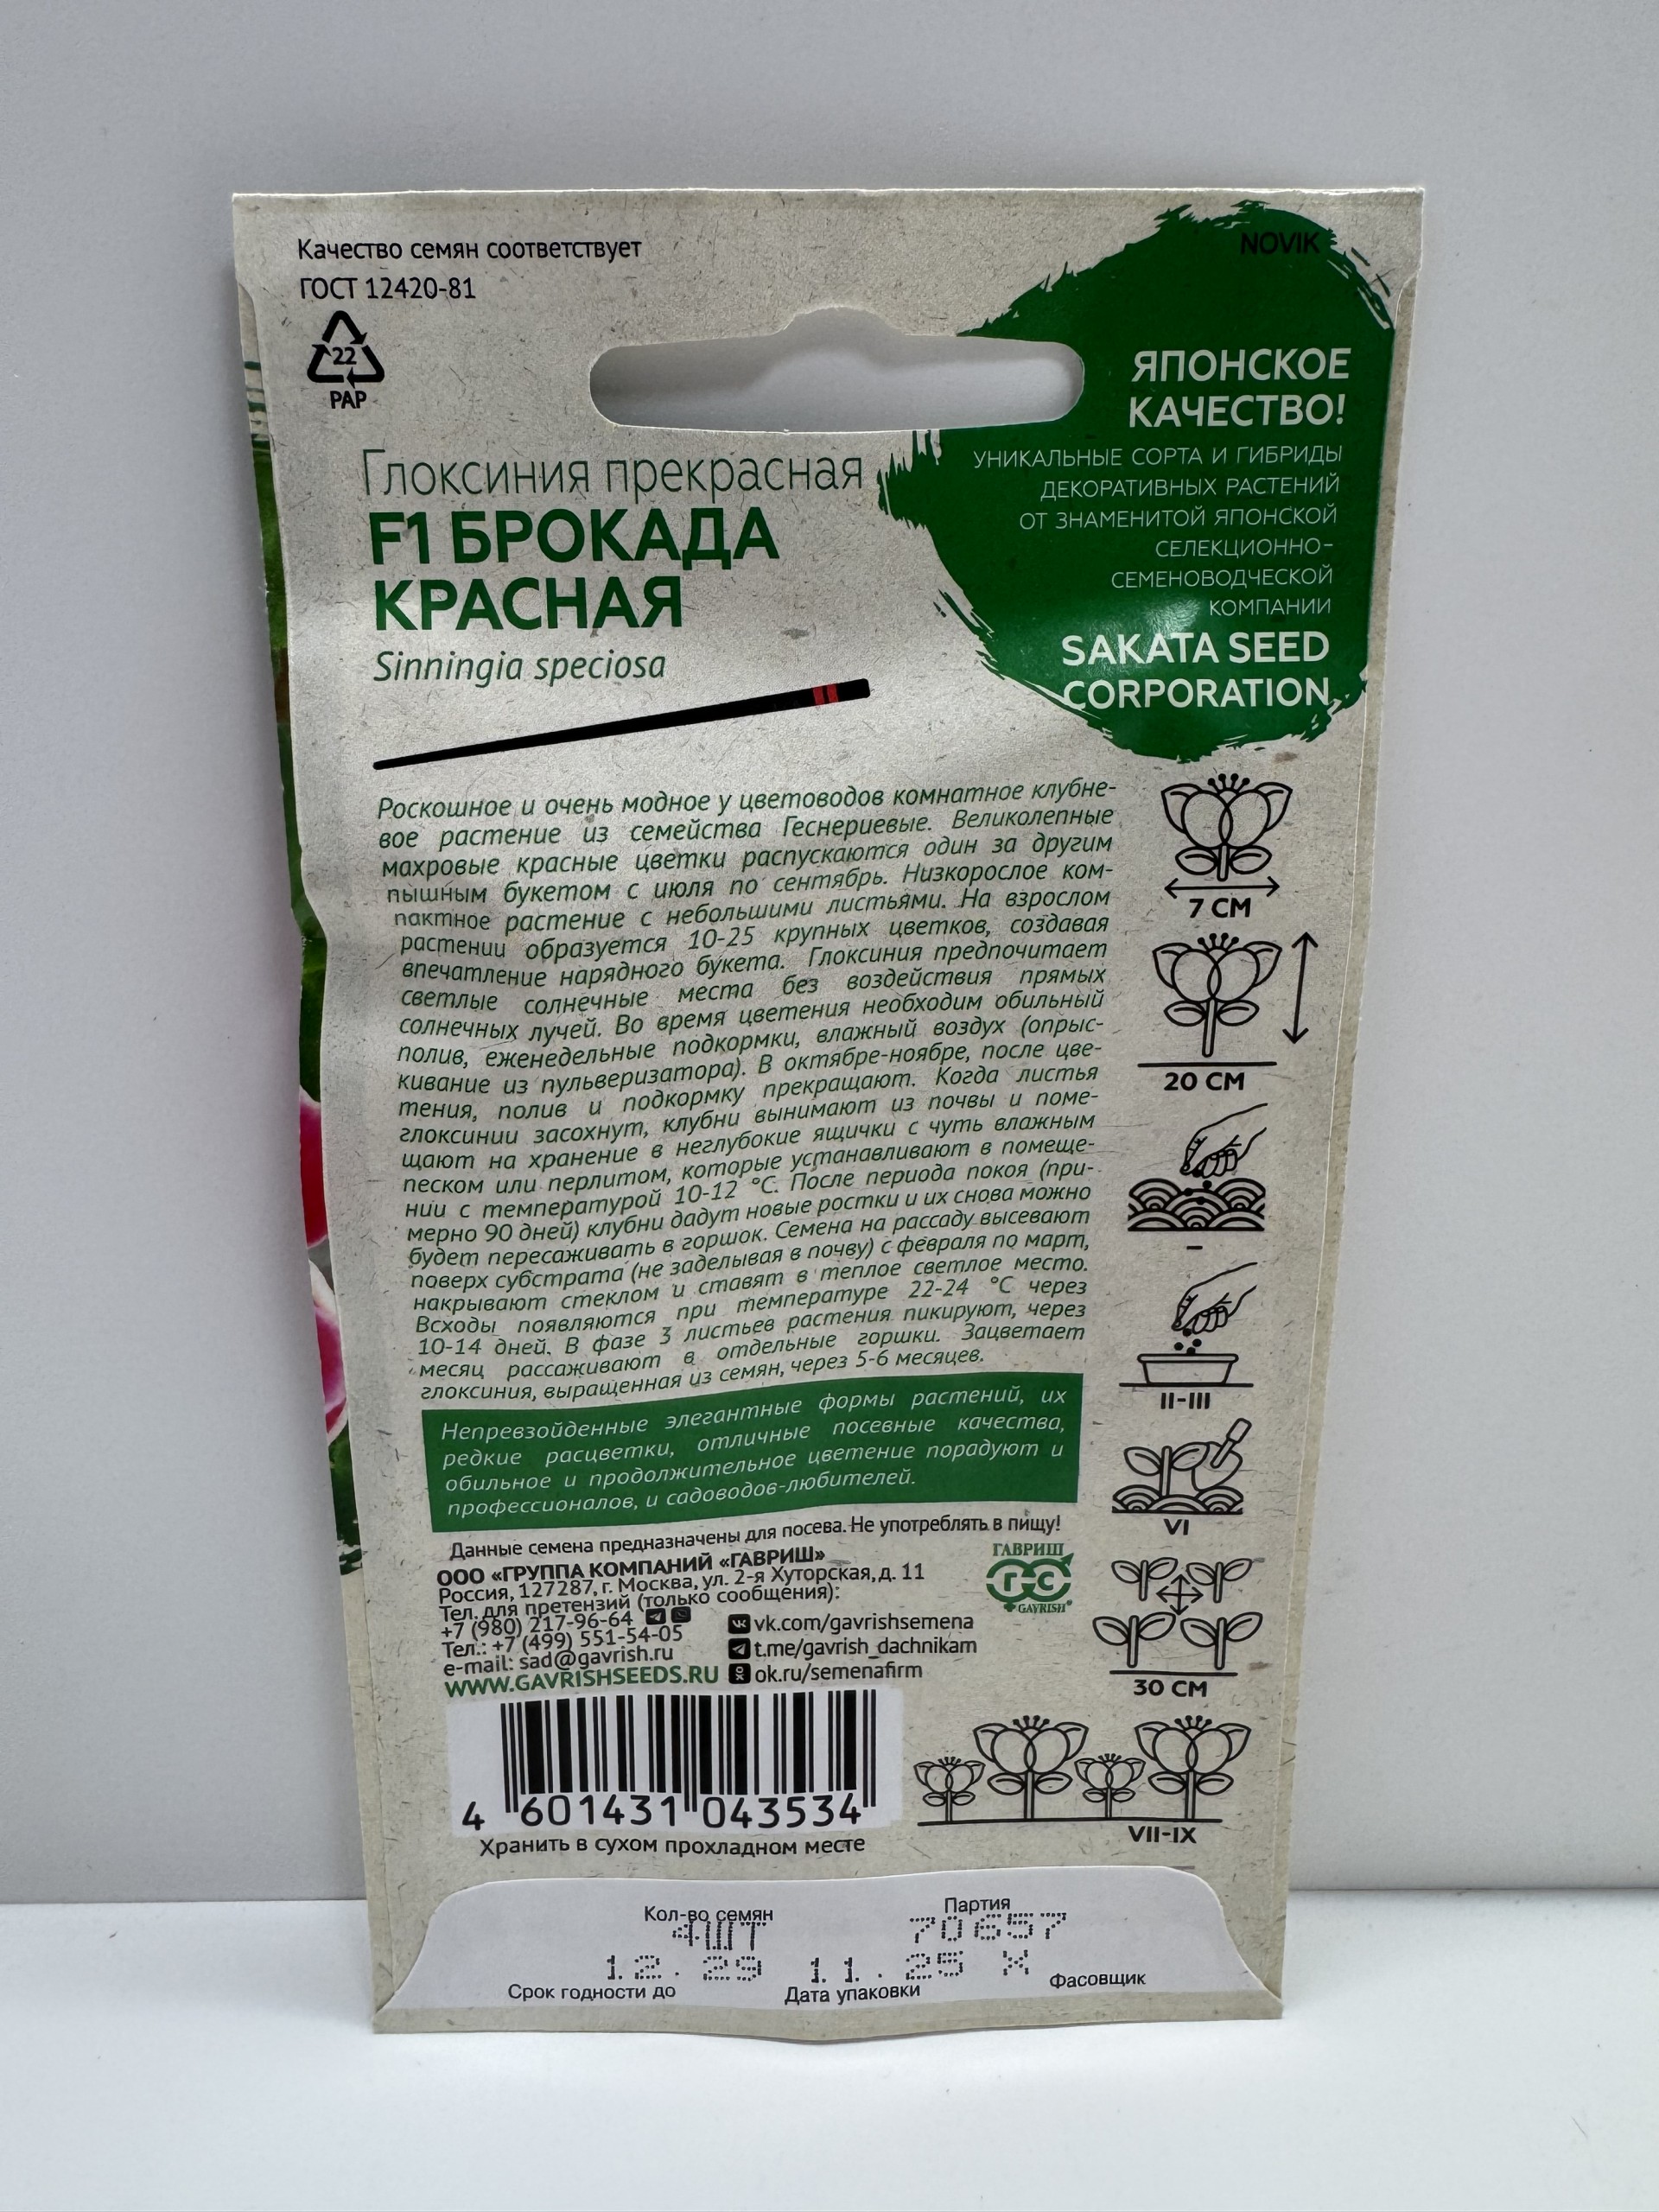 Качество семян соответствует
ГОСТ 12420-81
22
PAP
NOVIK
ЯПОНСКОЕ
КАЧЕСТВО!
УНИКАЛЬНЫЕ СОРТА И ГИБРИДЫ
ДЕКОРАТИВНЫХ РАСТЕНИЙ
ОТ ЗНАМЕНИТОЙ ЯПОНСКОЙ
СЕЛЕКЦИОННО-
СЕМЕНОВОДЧЕСКОЙ
КОМПАНИИ
SAKATA SEED
CORPORATION
Глоксиния прекрасная
F1 БРОКАДА
КРАСНАЯ
Sinningia speciosa
Роскошное и очень модное у цветоводов комнатное клубне-
вое растение из семейства Геснериевые. Великолепные
махровые красные цветки распускаются один за другим
пышным букетом с июля по сентябрь. Низкорослое ком-
пактное растение с небольшими листьями. На взрослом
растении образуется 10-25 крупных цветков, создавая
впечатление нарядного букета. Глоксиния предпочитает
светлые солнечные места без воздействия прямых
солнечных лучей. Во время цветения необходим обильный
полив, еженедельные подкормки, влажный воздух (опрыс-
кивание из пульверизатора). В октябре-ноябре, после цве-
тения, полив и подкормку прекращают. Когда листья
глоксинии засохнут, клубни вынимают из почвы и поме-
щают на хранение в неглубокие ящички с чуть влажным
песком или перлитом, которые устанавливают в помеще-
нии с температурой 10-12 °С. После периода покоя (при-
мерно 90 дней) клубни дадут новые ростки и их снова можно
будет пересаживать в горшок. Семена на рассаду высевают
поверх субстрата (не заделывая в почву) с февраля по март,
накрывают стеклом и ставят в теплое светлое место.
Всходы появляются при температуре 22-24 °С через
10-14 дней. В фазе 3 листьев растения пикируют, через
месяц рассаживают в отдельные горшки. Зацветает
глоксиния, выращенная из семян, через 5-6 месяцев.
7 СМ
20 СМ
–
II-III
VI
30 СМ
VII-IX
Непревзойденные элегантные формы растений, их
редкие расцветки, отличные посевные качества,
обильное и продолжительное цветение порадуют и
профессионалов, и садоводов-любителей.
Данные семена предназначены для посева. Не употреблять в пищу!
ООО «ГРУППА КОМПАНИЙ «ГАВРИШ»
Россия, 127287, г. Москва, ул. 2-я Хуторская, д. 11
Тел. для претензий (только сообщения):
+7 (980) 217-96-64
Тел.: +7 (499) 551-54-05
e-mail: sad@gavrish.ru
WWW.GAVRISHSEEDS.RU
vk.com/gavrishsemena
t.me/gavrish_dachnikam
ok.ru/semenafirm
ГАВРИШ
ГС
GAVRISH®
4 601431 043534
Хранить в сухом прохладном месте
Кол-во семян
4ШТ
Партия
70657
12.29 11.25 X
Срок годности до
Дата упаковки
Фасовщик